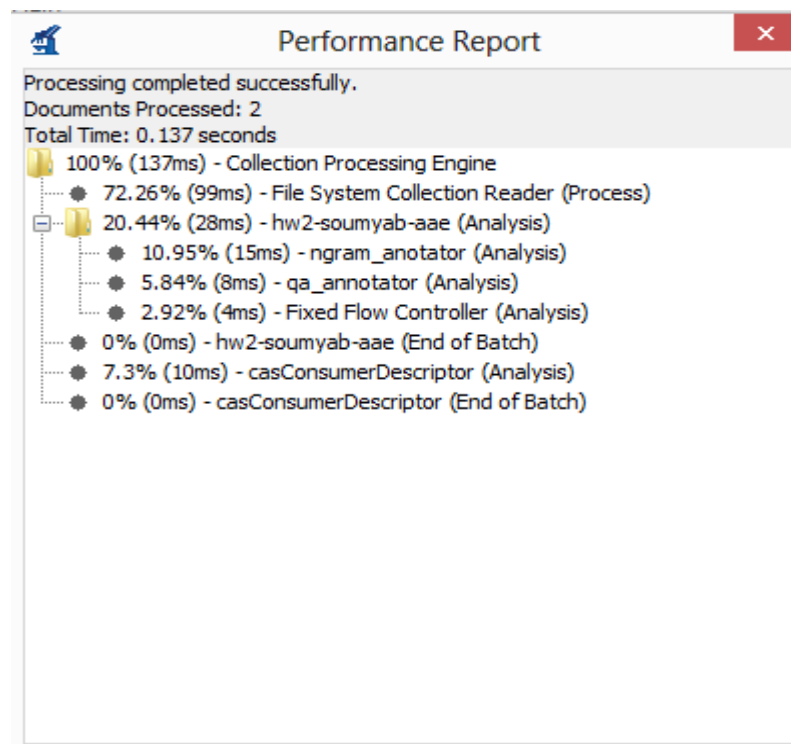 Performance Report
Processing completed successfully.
Documents Processed: 2
Total Time: 0.137 seconds
100% (137ms) - Collection Processing Engine
72.26% (99ms) - File System Collection Reader (Process)
20.44% (28ms) - hw2-soumyab-aae (Analysis)
10.95% (15ms) - ngram_anotator (Analysis)
5.84% (8ms) - qa_annotator (Analysis)
2.92% (4ms) - Fixed Flow Controller (Analysis)
0% (0ms) - hw2-soumyab-aae (End of Batch)
7.3% (10ms) - casConsumerDescriptor (Analysis)
0% (0ms) - casConsumerDescriptor (End of Batch)